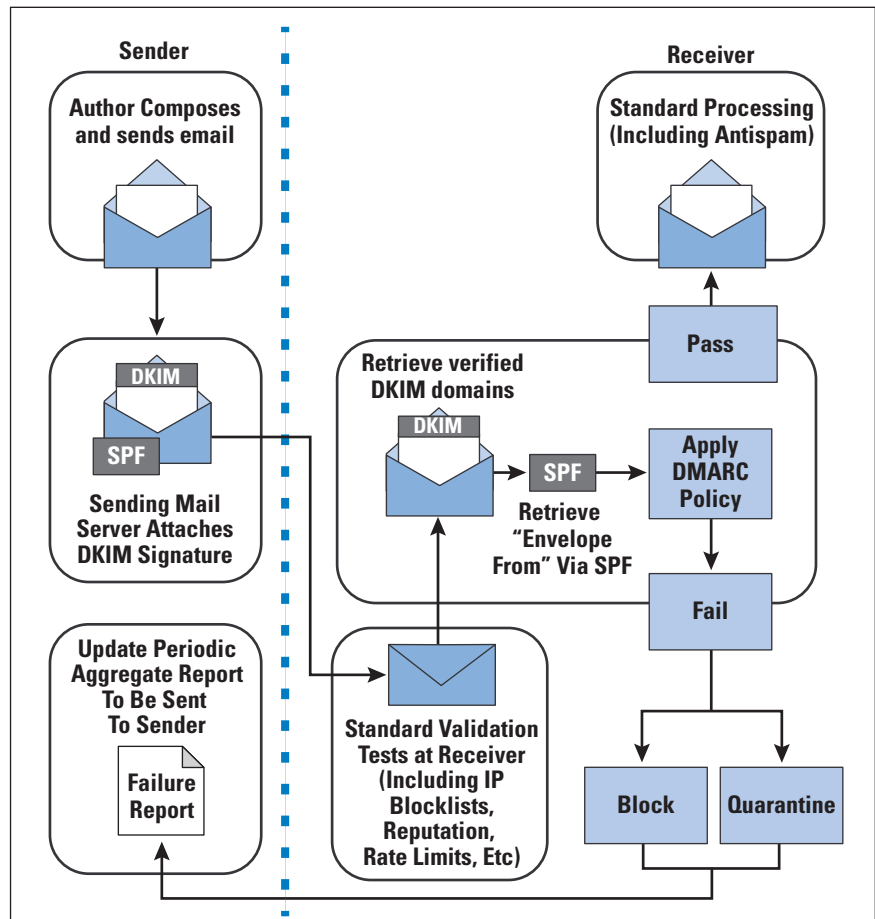 Sender
Author Composes
and sends email
DKIM
SPF
Sending Mail
Server Attaches
DKIM Signature
Update Periodic
Aggregate Report
To Be Sent
To Sender
Failure
Report
Receiver
Standard Processing
(Including Antispam)
Pass
Retrieve verified
DKIM domains
DKIM
SPF
Retrieve
“Envelope
From” Via SPF
Apply
DMARC
Policy
Fail
Standard Validation
Tests at Receiver
(Including IP
Blocklists,
Reputation,
Rate Limits, Etc)
Block
Quarantine